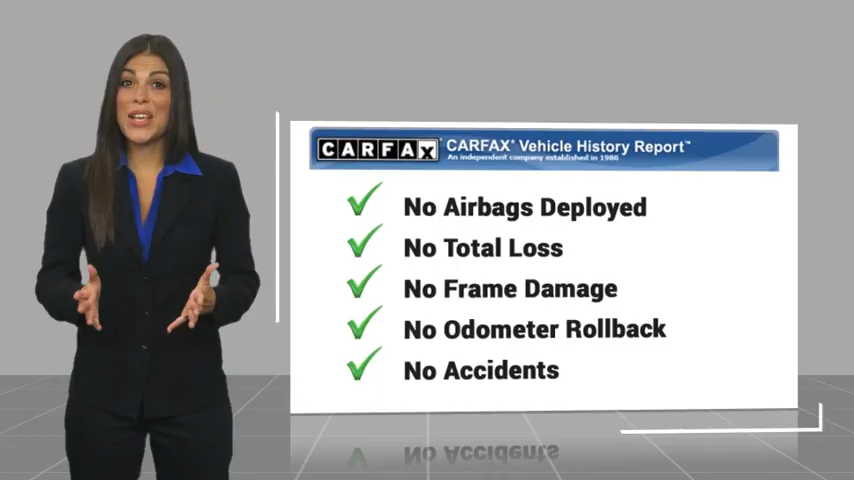 CARFAX CARFAX® Vehicle History Report™
An independent company established in 1986
No Airbags Deployed
No Total Loss
No Frame Damage
No Odometer Rollback
No Accidents
No Accidents